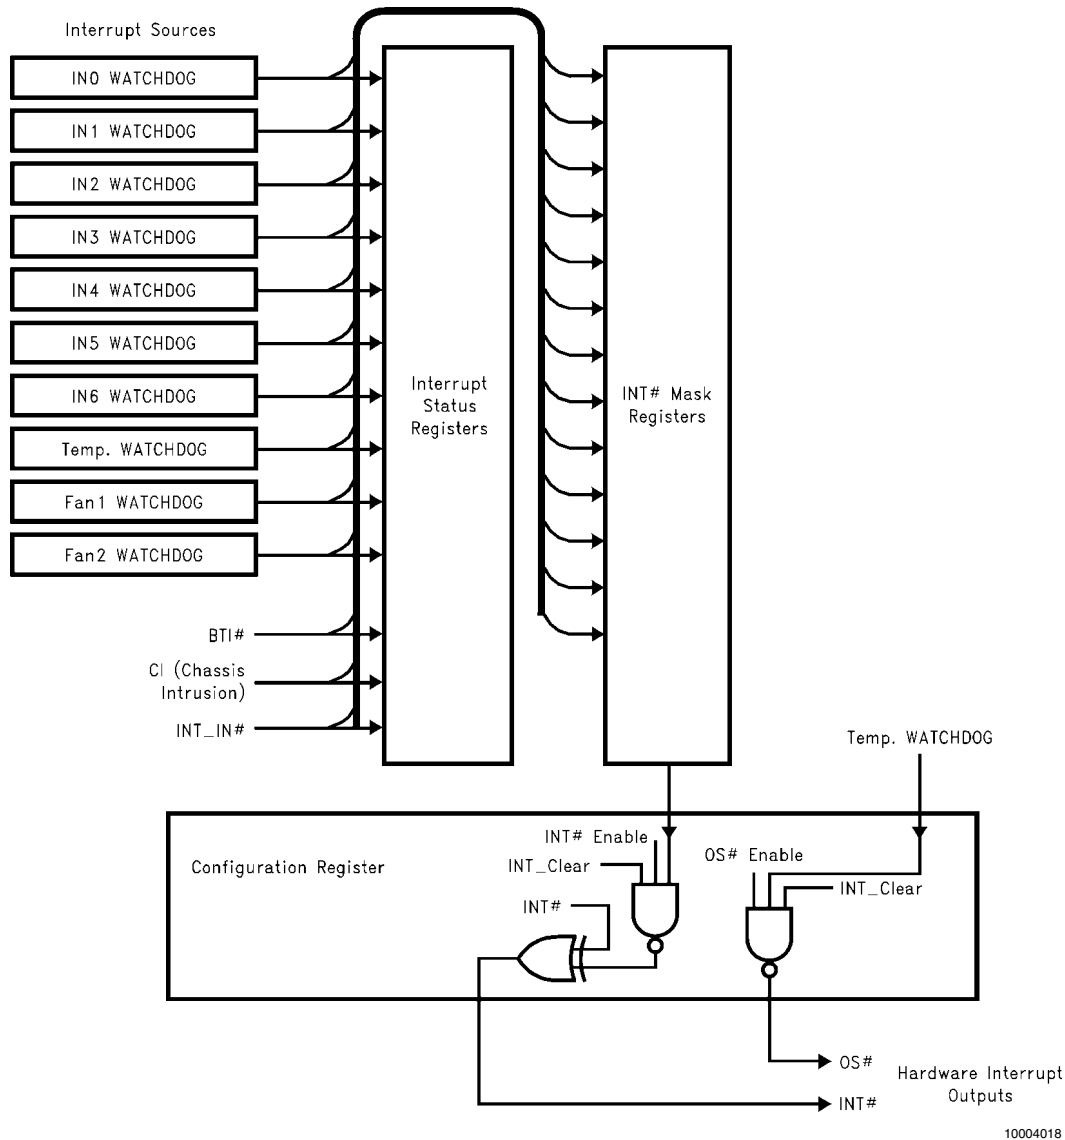 Interrupt Sources
IN0 WATCHDOG
IN1 WATCHDOG
IN2 WATCHDOG
IN3 WATCHDOG
IN4 WATCHDOG
IN5 WATCHDOG
IN6 WATCHDOG
Temp. WATCHDOG
Fan1 WATCHDOG
Fan2 WATCHDOG
BTI#
CI (Chassis
Intrusion)
INT_IN#
Interrupt
Status
Registers
INT# Mask
Registers
Temp. WATCHDOG
Configuration Register
INT# Enable
INT_Clear
INT#
OS# Enable
INT_Clear
OS#
INT#
Hardware Interrupt
Outputs
10004018